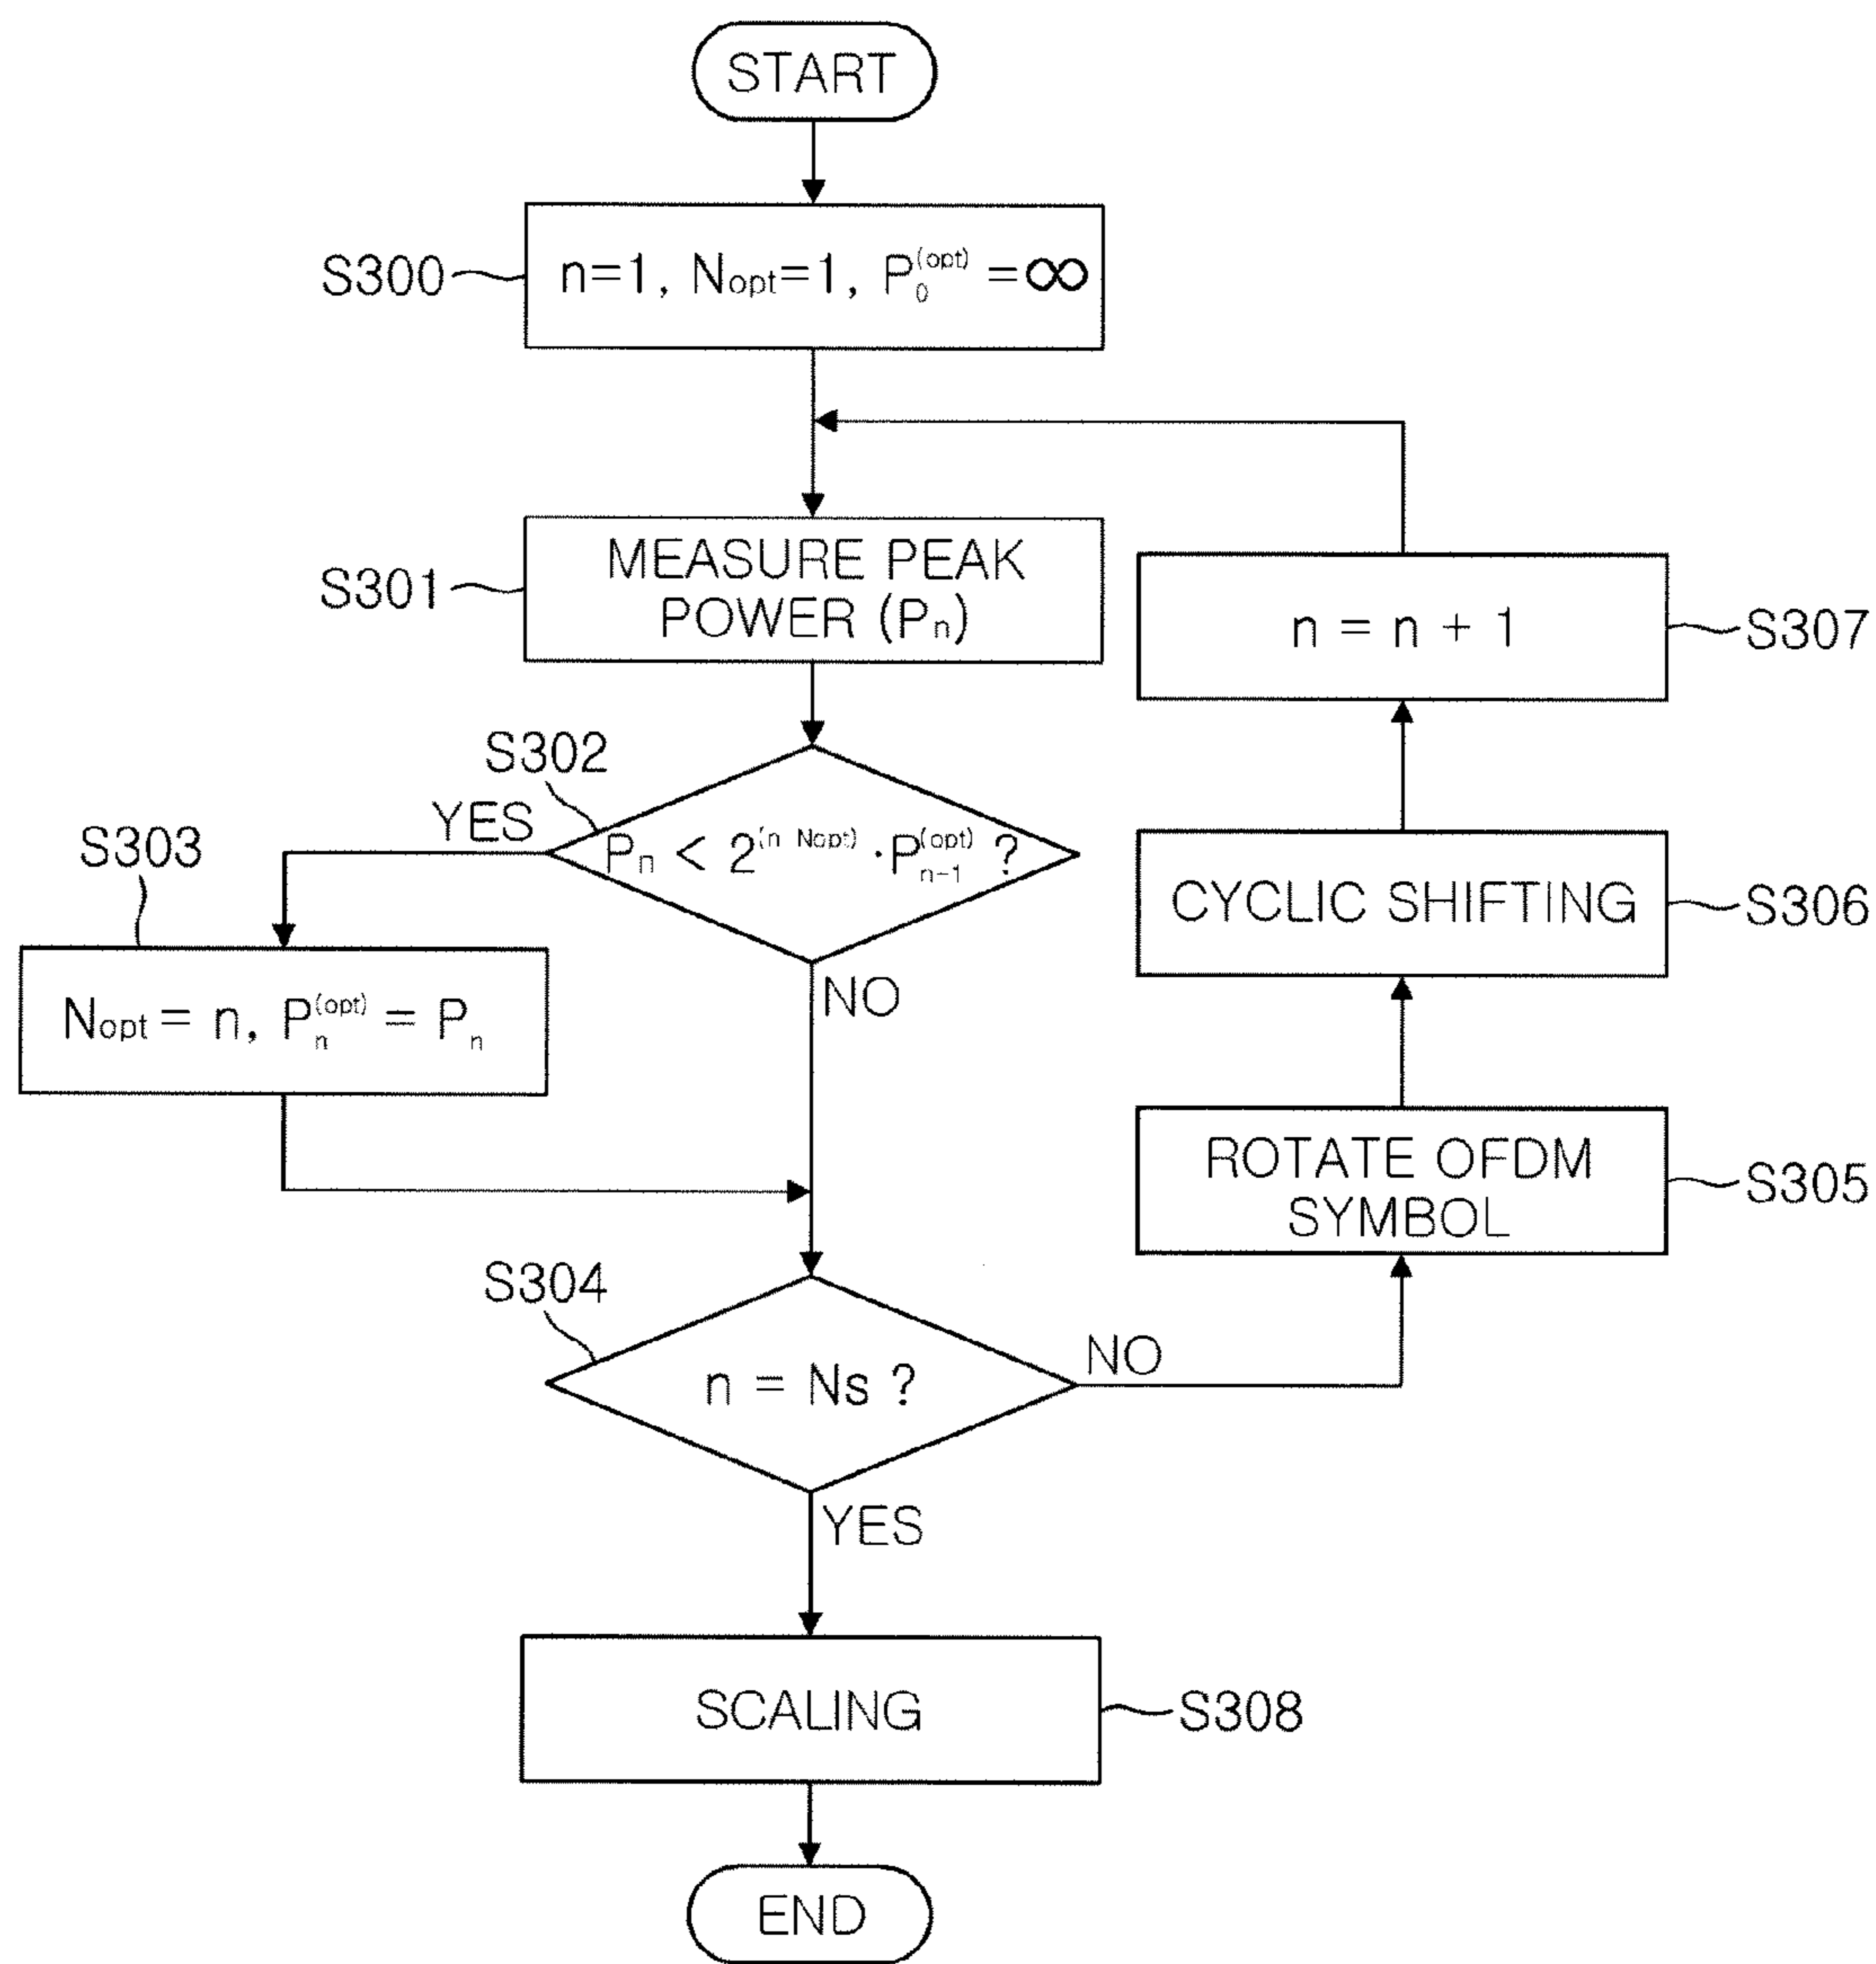 START
S300
n=1, Nopt=1, P₀⁽ᵒᵖᵗ⁾ = ∞
S301
MEASURE PEAK
POWER (Pₙ)
n = n + 1
S307
S302
YES
Pₙ < 2⁽ⁿ ᴺᵒᵖᵗ⁾ · Pₙ₋₁⁽ᵒᵖᵗ⁾ ?
NO
S303
Nopt = n, Pₙ⁽ᵒᵖᵗ⁾ = Pₙ
CYCLIC SHIFTING
S306
ROTATE OFDM
SYMBOL
S305
S304
n = Ns ?
NO
YES
SCALING
S308
END